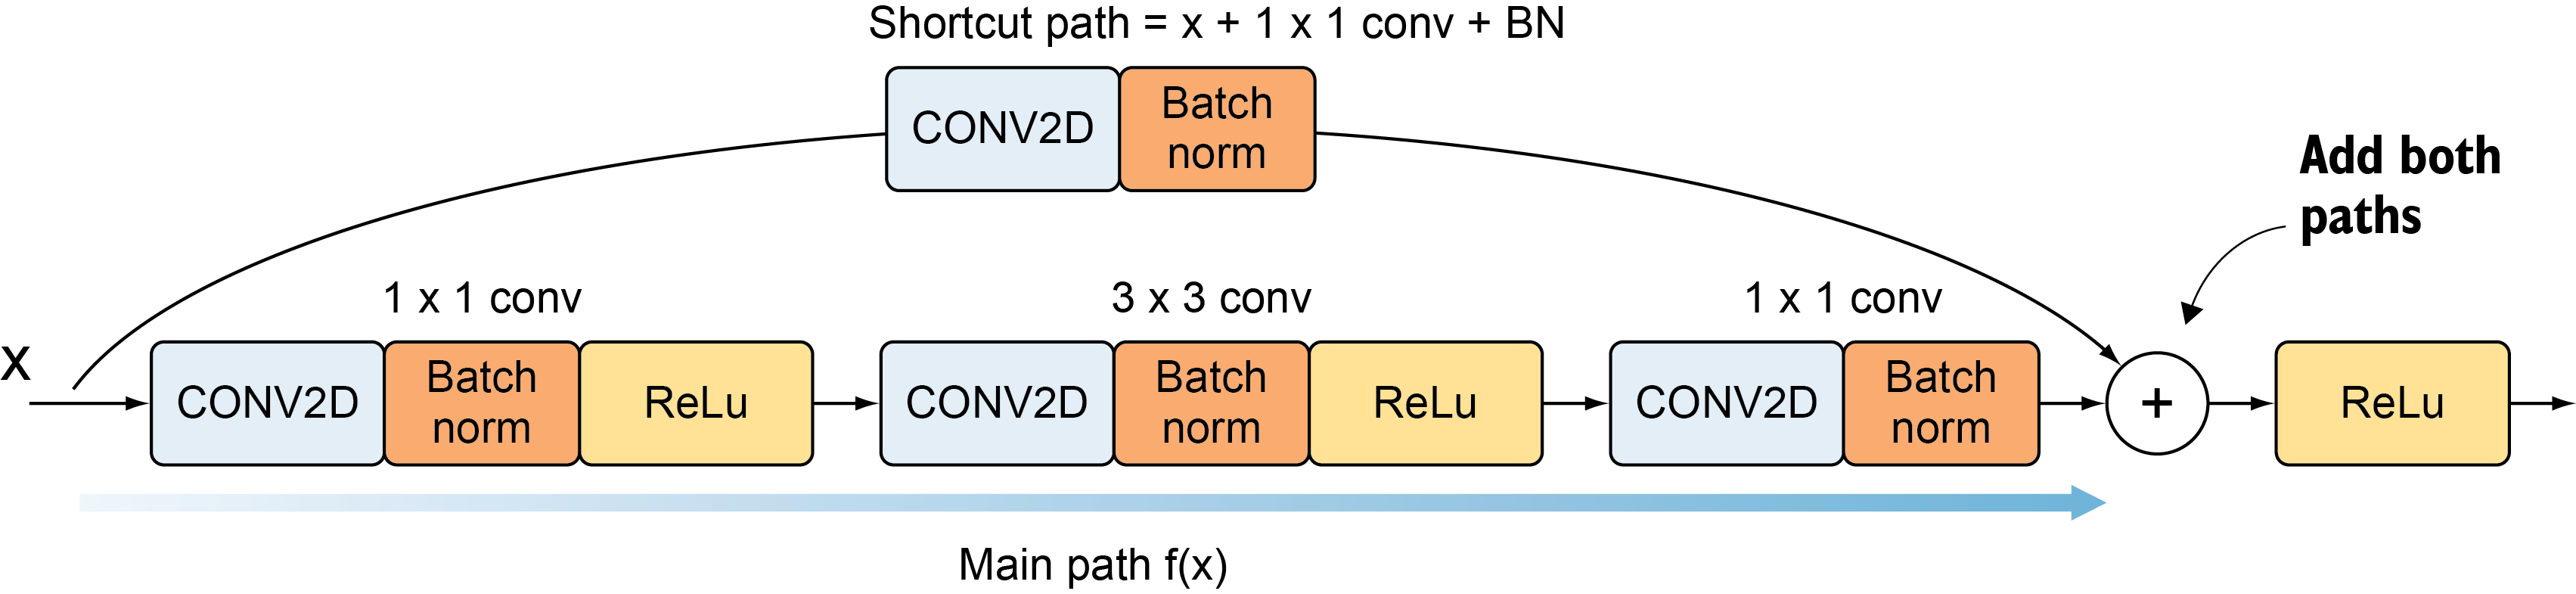 Shortcut path = x + 1 x 1 conv + BN
CONV2D
Batch
norm
Add both
paths
1 x 1 conv
3 x 3 conv
1 x 1 conv
x
CONV2D
Batch
norm
ReLu
CONV2D
Batch
norm
ReLu
CONV2D
Batch
norm
+
ReLu
Main path f(x)